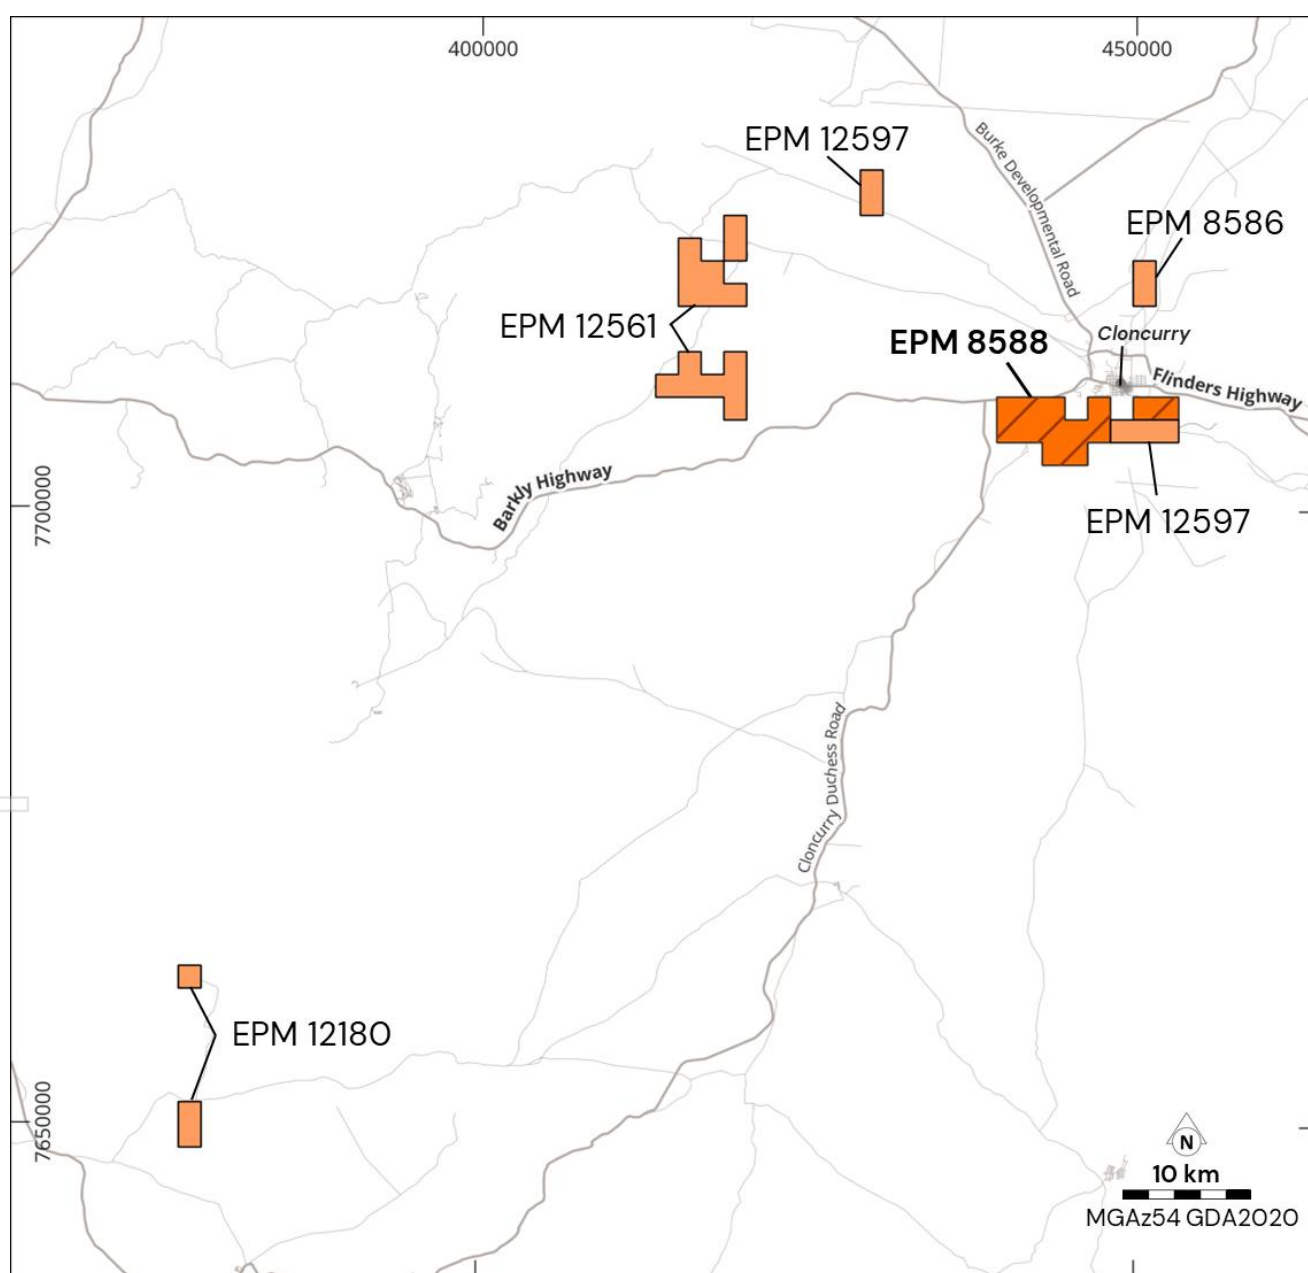 400000
450000
EPM 12597
Burke Developmental Road
EPM 8586
EPM 12561
EPM 8588
Cloncurry
Flinders Highway
Barkly Highway
7700000
EPM 12597
Cloncurry Duchess Road
EPM 12180
7650000
N
10 km
MGAz54 GDA2020